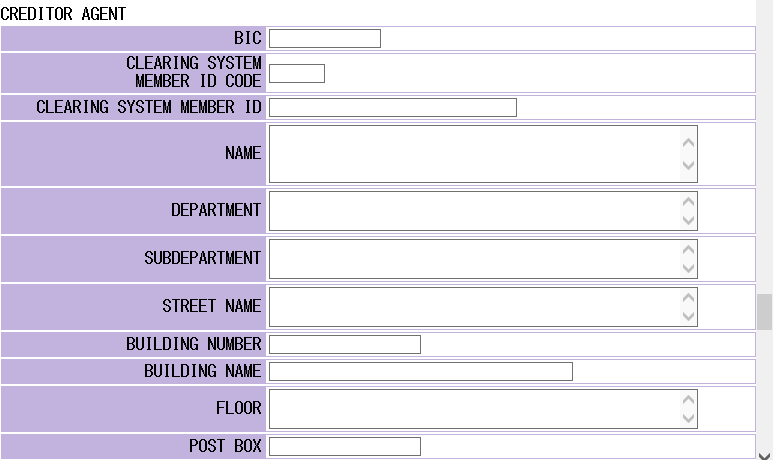 CREDITOR AGENT
BIC
CLEARING SYSTEM
MEMBER ID CODE
CLEARING SYSTEM MEMBER ID
NAME
DEPARTMENT
SUBDEPARTMENT
STREET NAME
BUILDING NUMBER
BUILDING NAME
FLOOR
POST BOX